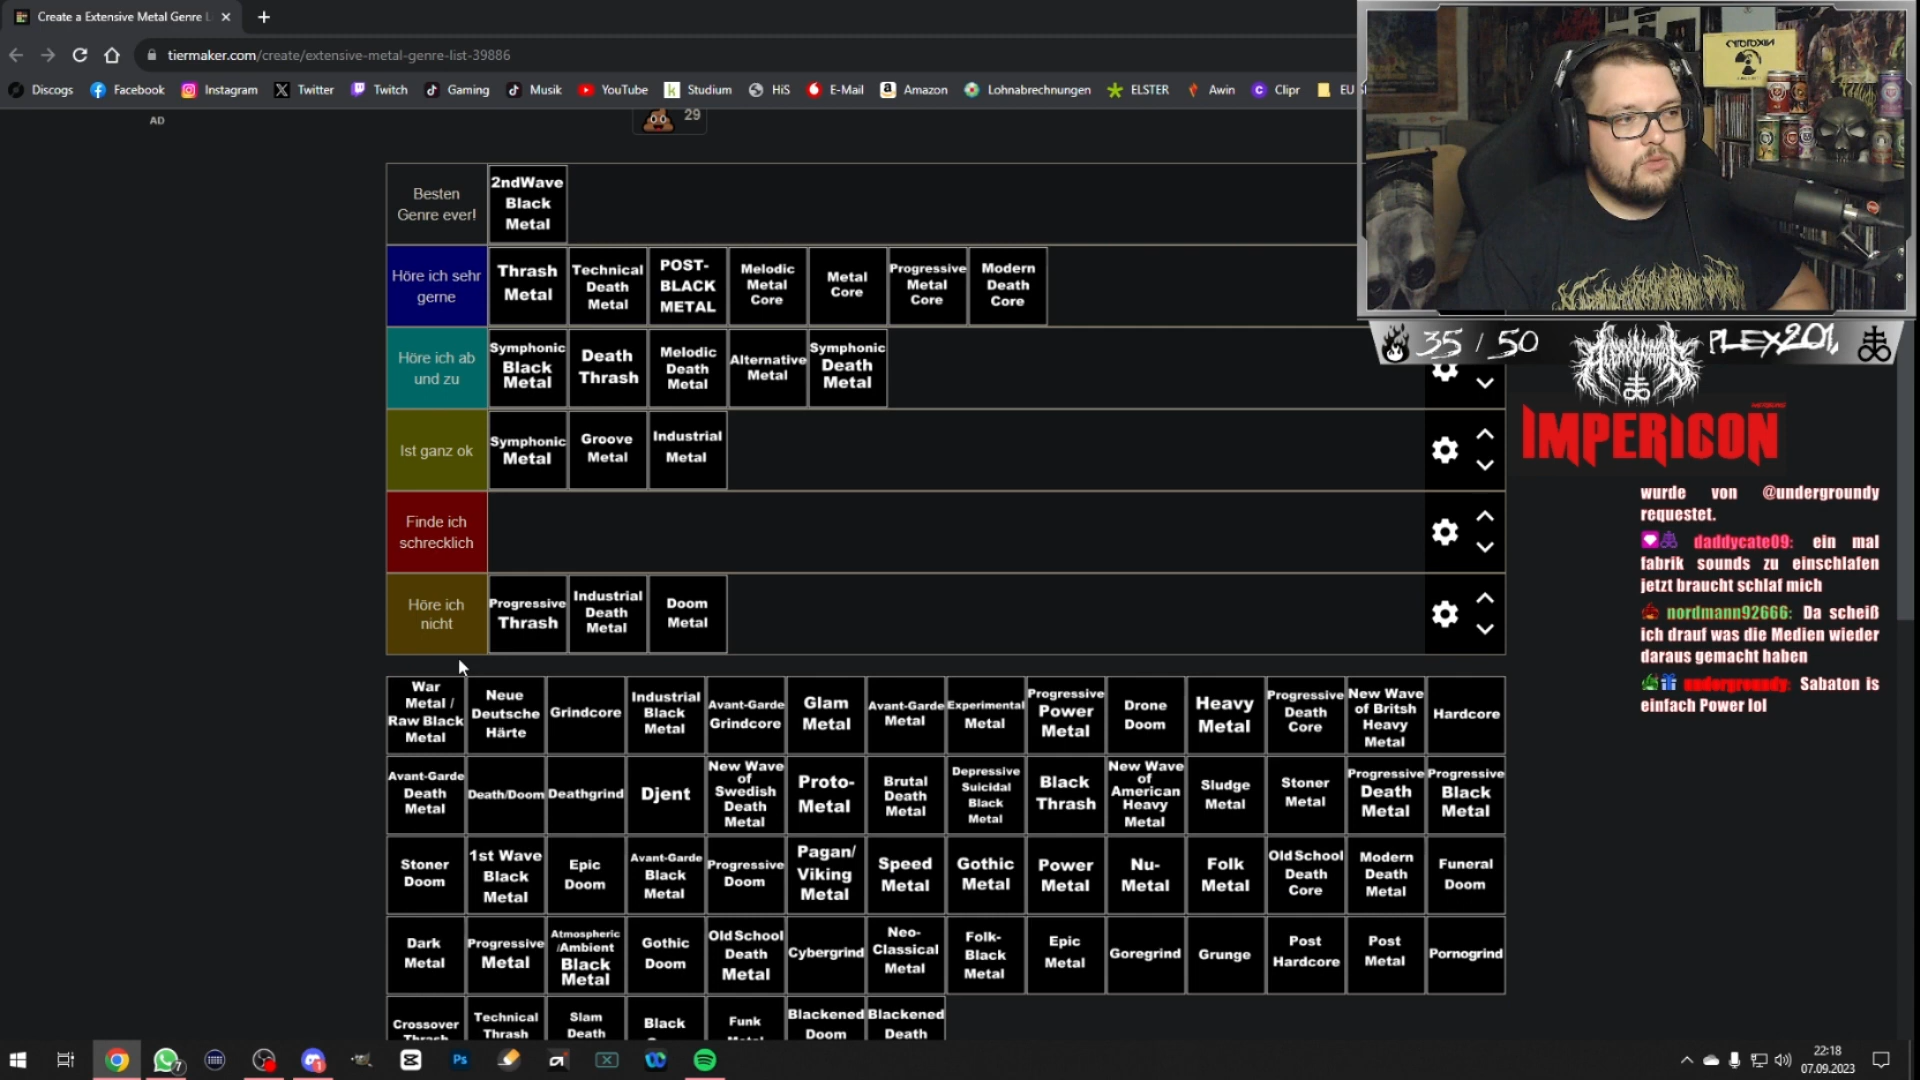 Create a Extensive Metal Genre L
tiermaker.com/create/extensive-metal-genre-list-39886
Discogs
Facebook
Instagram
Twitter
Twitch
Gaming
Musik
YouTube
Studium
HiS
E-Mail
Amazon
Lohnabrechnungen
ELSTER
Awin
Clipr
AD
29
Besten
Genre ever!
2ndWave
Black
Metal
Höre ich sehr
gerne
Thrash
Metal
Technical
Death
Metal
POST-
BLACK
METAL
Melodic
Metal
Core
Metal
Core
Progressive
Metal
Core
Modern
Death
Core
Höre ich ab
und zu
Symphonic
Black
Metal
Death
Thrash
Melodic
Death
Metal
Alternative
Metal
Symphonic
Death
Metal
Ist ganz ok
Symphonic
Metal
Groove
Metal
Industrial
Metal
Finde ich
schrecklich
Höre ich
nicht
Progressive
Thrash
Industrial
Death
Metal
Doom
Metal
War
Metal /
Raw Black
Metal
Neue
Deutsche
Härte
Grindcore
Industrial
Black
Metal
Avant-Garde
Grindcore
Glam
Metal
Avant-Garde
Metal
Experimental
Metal
Progressive
Power
Metal
Drone
Doom
Heavy
Metal
Progressive
Death
Core
New Wave
of Britsh
Heavy
Metal
Hardcore
Avant-Garde
Death
Metal
Death/Doom
Deathgrind
Djent
New Wave
of
Swedish
Death
Metal
Proto-
Metal
Brutal
Death
Metal
Depressive
Suicidal
Black
Metal
Black
Thrash
New Wave
of
American
Heavy
Metal
Sludge
Metal
Stoner
Metal
Progressive
Death
Metal
Progressive
Black
Metal
Stoner
Doom
1st Wave
Black
Metal
Epic
Doom
Avant-Garde
Black
Metal
Progressive
Doom
Pagan/
Viking
Metal
Speed
Metal
Gothic
Metal
Power
Metal
Nu-
Metal
Folk
Metal
Old School
Death
Core
Modern
Death
Metal
Funeral
Doom
Dark
Metal
Progressive
Metal
Atmospheric
/Ambient
Black
Metal
Gothic
Doom
Old School
Death
Metal
Cybergrind
Neo-
Classical
Metal
Folk-
Black
Metal
Epic
Metal
Goregrind
Grunge
Post
Hardcore
Post
Metal
Pornogrind
Crossover
Thrash
Technical
Thrash
Slam
Death
Black
Funk
Metal
Blackened
Doom
Blackened
Death
CYTOTOXIN
35 / 50
PLEX201,
IMPERICON
wurde von @undergroundy
requestet.
daddycate09: ein mal
fabrik sounds zu einschlafen
jetzt braucht schlaf mich
nordmann92666: Da scheiß
ich drauf was die Medien wieder
daraus gemacht haben
undergroundy: Sabaton is
einfach Power lol
7
1
Ps
22:18
07.09.2023